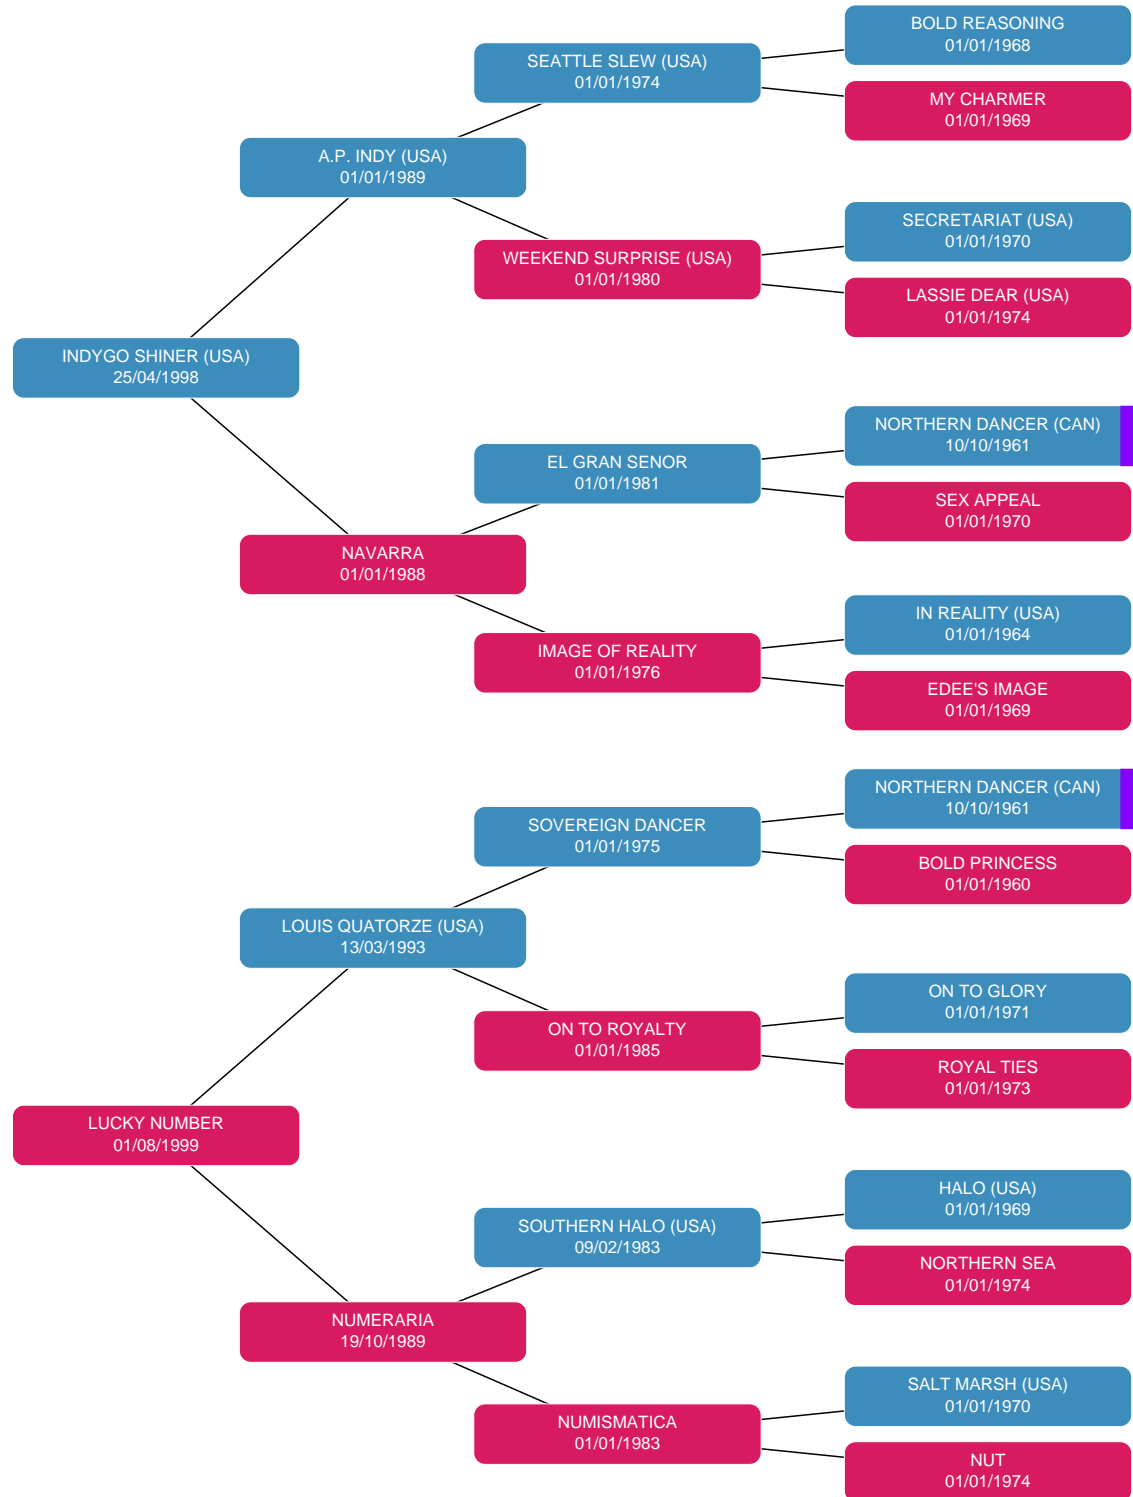 BOLD REASONING
01/01/1968
SEATTLE SLEW (USA)
01/01/1974
MY CHARMER
01/01/1969
A.P. INDY (USA)
01/01/1989
SECRETARIAT (USA)
01/01/1970
WEEKEND SURPRISE (USA)
01/01/1980
LASSIE DEAR (USA)
01/01/1974
INDYGO SHINER (USA)
25/04/1998
NORTHERN DANCER (CAN)
10/10/1961
EL GRAN SENOR
01/01/1981
SEX APPEAL
01/01/1970
NAVARRA
01/01/1988
IN REALITY (USA)
01/01/1964
IMAGE OF REALITY
01/01/1976
EDEE'S IMAGE
01/01/1969
NORTHERN DANCER (CAN)
10/10/1961
SOVEREIGN DANCER
01/01/1975
BOLD PRINCESS
01/01/1960
LOUIS QUATORZE (USA)
13/03/1993
ON TO GLORY
01/01/1971
ON TO ROYALTY
01/01/1985
ROYAL TIES
01/01/1973
LUCKY NUMBER
01/08/1999
HALO (USA)
01/01/1969
SOUTHERN HALO (USA)
09/02/1983
NORTHERN SEA
01/01/1974
NUMERARIA
19/10/1989
SALT MARSH (USA)
01/01/1970
NUMISMATICA
01/01/1983
NUT
01/01/1974